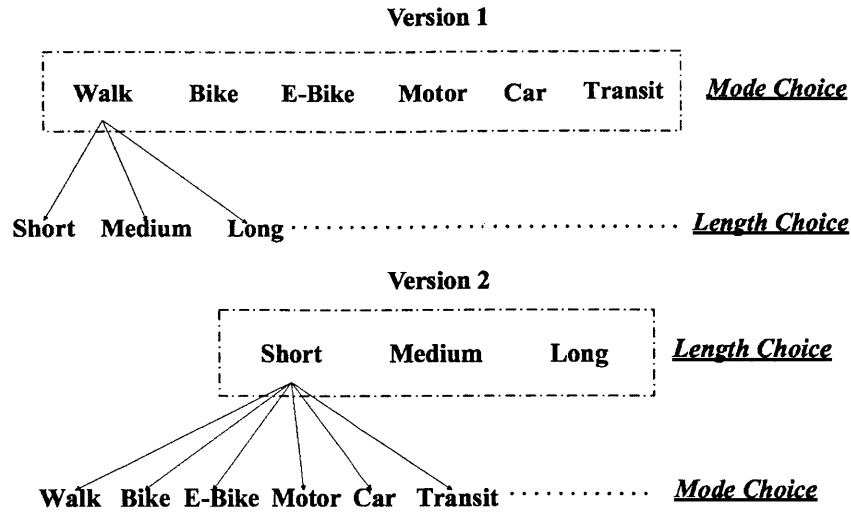 Version 1
Walk Bike E-Bike Motor Car Transit Mode Choice
Short Medium Long Length Choice
Version 2
Short Medium Long Length Choice
Walk Bike E-Bike Motor Car Transit Mode Choice